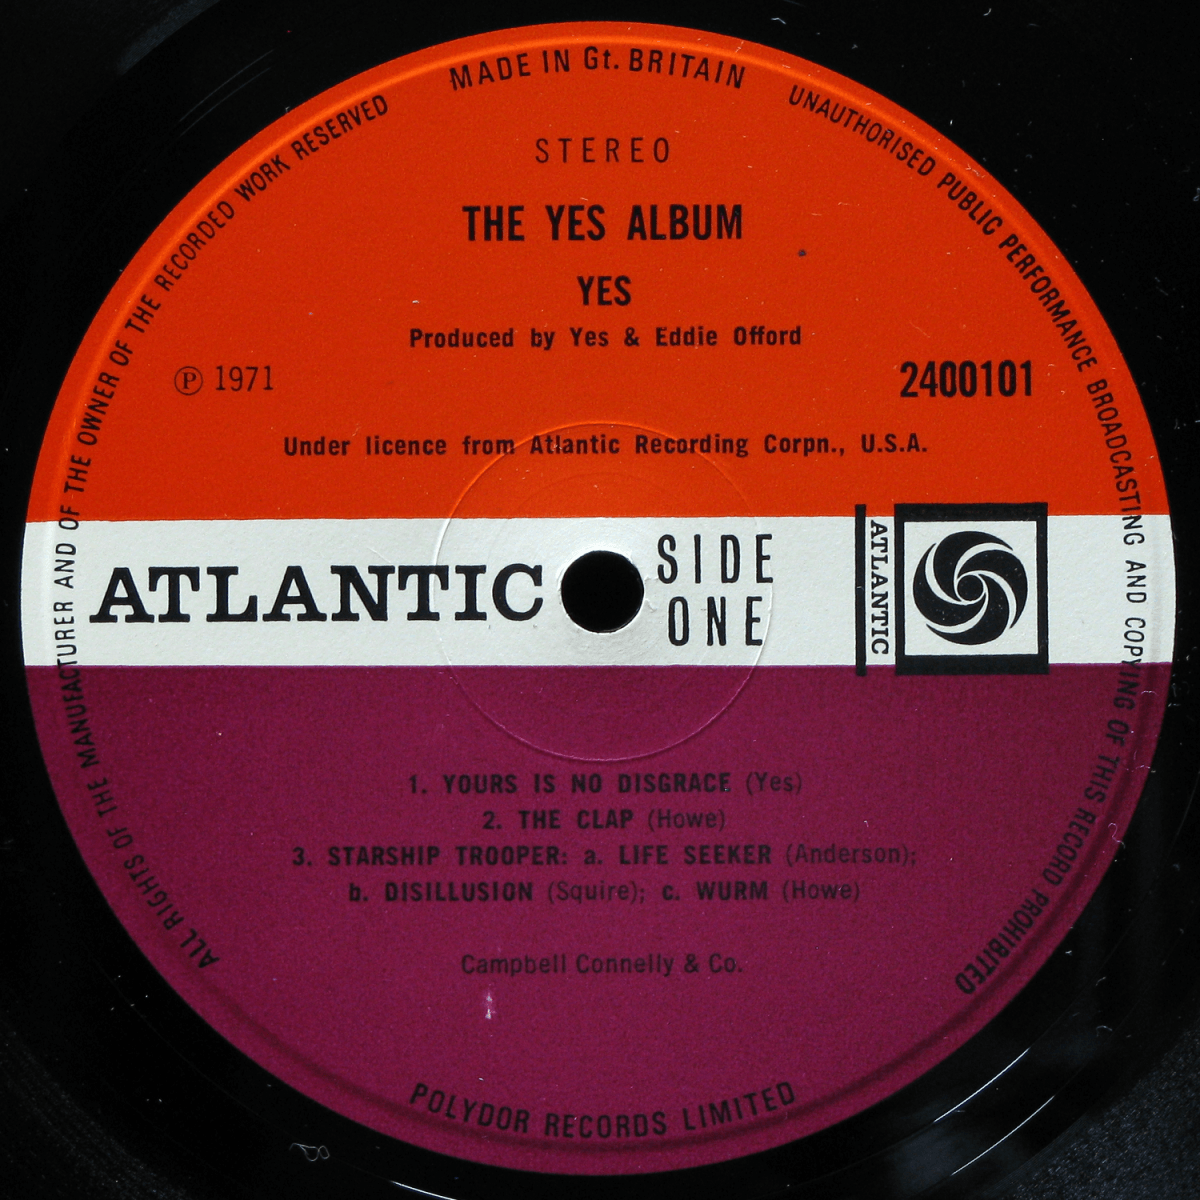 MADE IN Gt. BRITAIN
UNAUTHORISED PUBLIC PERFORMANCE BROADCASTING AND COPYING OF THIS RECORD PROHIBITED
ALL RIGHTS OF THE MANUFACTURER AND OF THE OWNER OF THE RECORDED WORK RESERVED
STEREO
THE YES ALBUM
YES
Produced by Yes & Eddie Offord
℗ 1971
2400101
Under licence from Atlantic Recording Corpn., U.S.A.
ATLANTIC
SIDE
ONE
ATLANTIC
1. YOURS IS NO DISGRACE (Yes)
2. THE CLAP (Howe)
3. STARSHIP TROOPER: a. LIFE SEEKER (Anderson);
b. DISILLUSION (Squire); c. WURM (Howe)
Campbell Connelly & Co.
POLYDOR RECORDS LIMITED